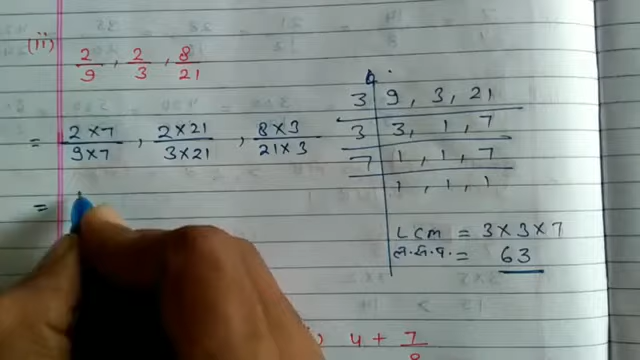 (ii) 2/9 , 2/3 , 8/21
= 2×7/9×7 , 2×21/3×21 , 8×3/21×3
=
3 | 9 , 3 , 21
3 | 3 , 1 , 7
7 | 1 , 1 , 7
1 , 1 , 1
LCM = 3×3×7
ल.स.प. = 63
) 4 + 7/8